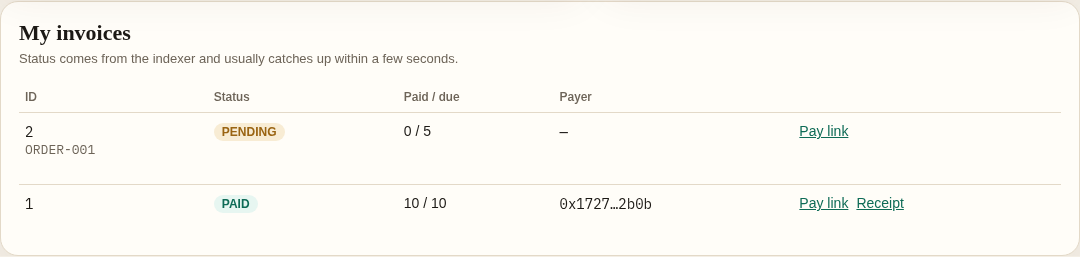 My invoices
Status comes from the indexer and usually catches up within a few seconds.
ID Status Paid / due Payer
2 PENDING 0 / 5 – Pay link
ORDER-001
1 PAID 10 / 10 0x1727…2b0b Pay link Receipt